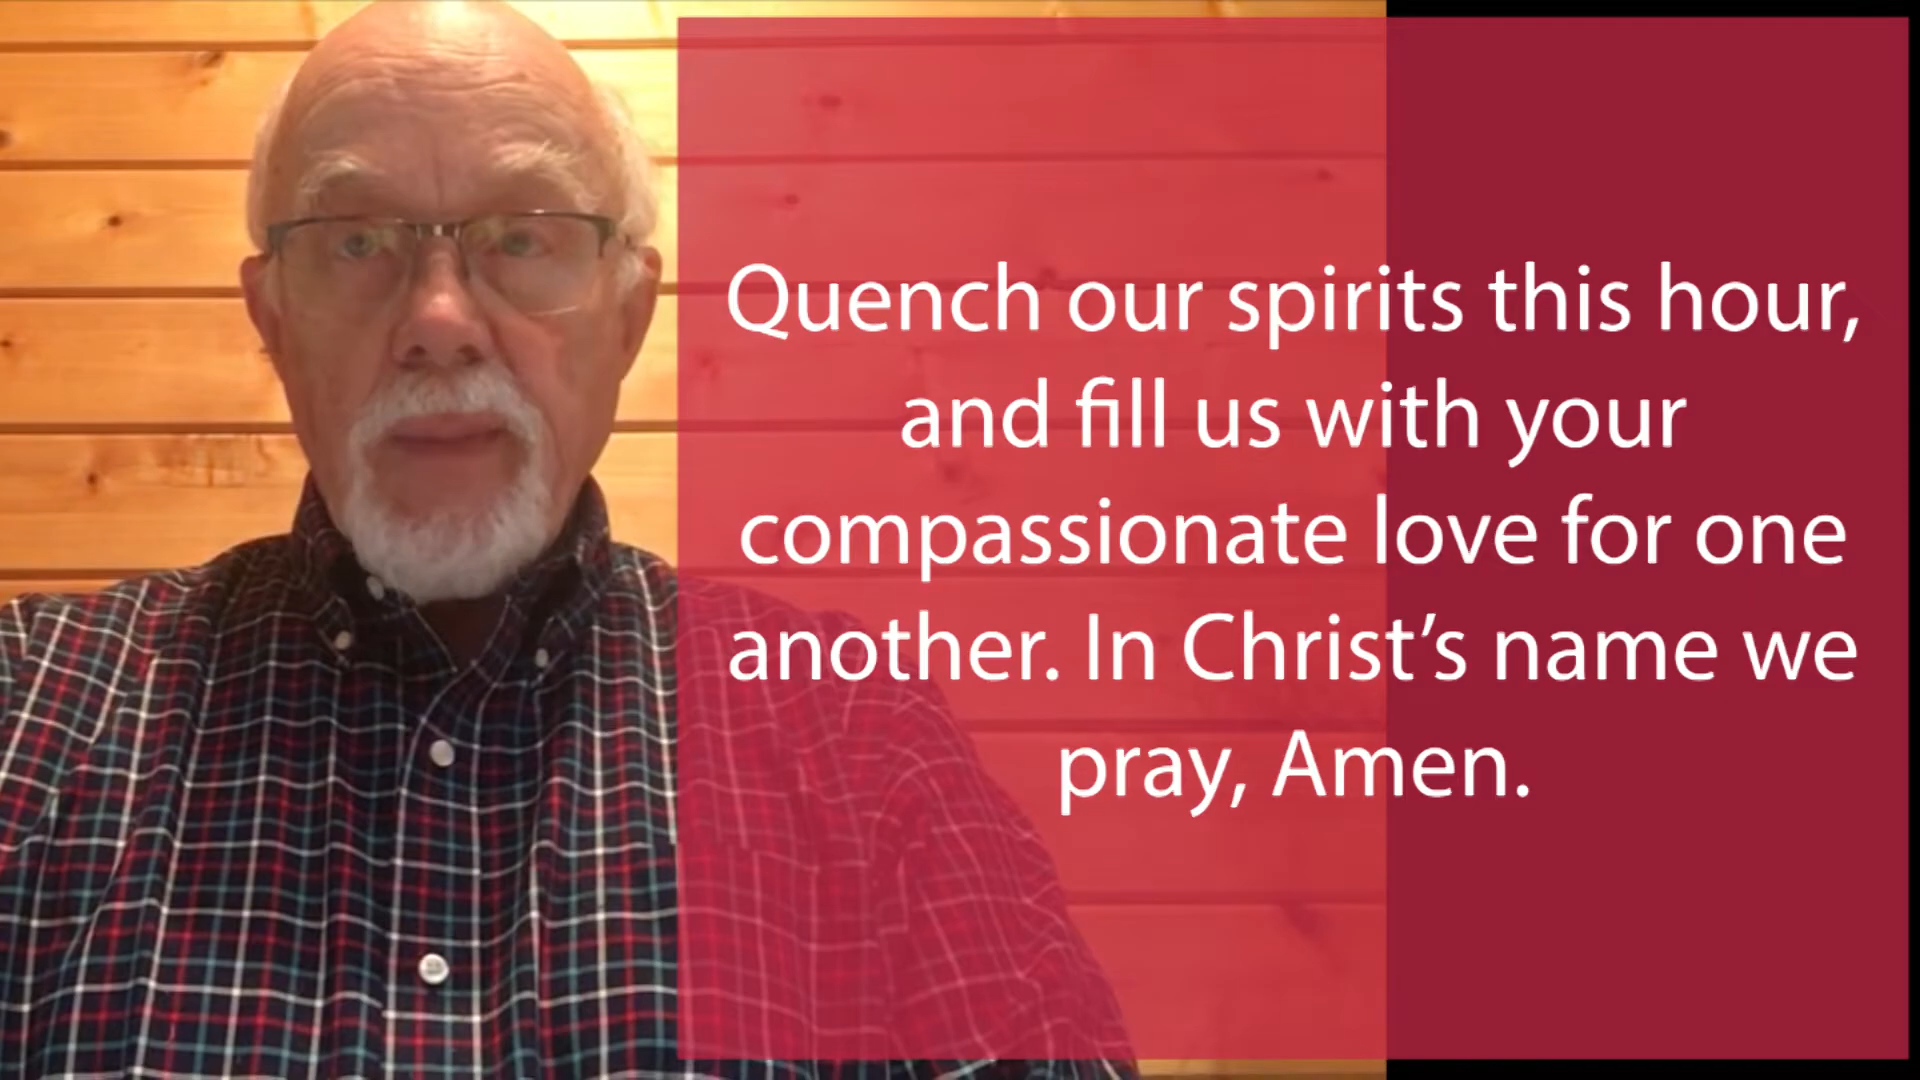 Quench our spirits this hour,
and fill us with your
compassionate love for one
another. In Christ’s name we
pray, Amen.